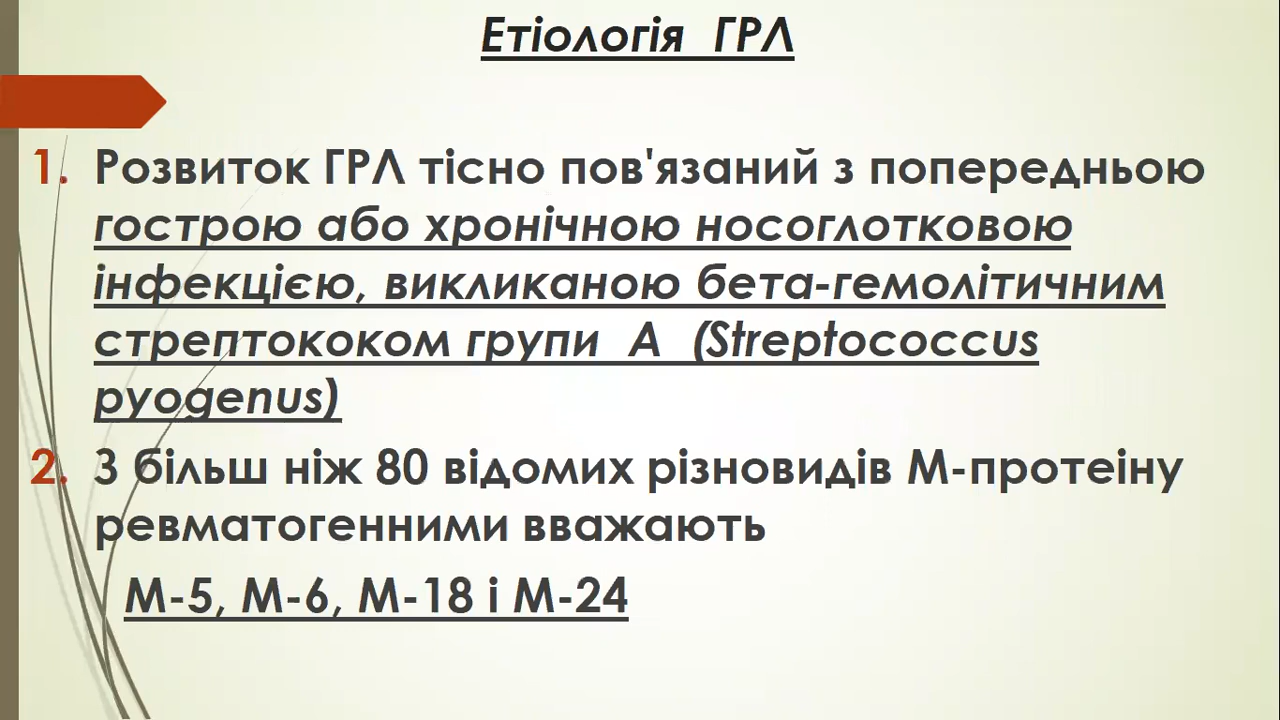 Етіологія ГРЛ
1. Розвиток ГРЛ тісно пов'язаний з попередньою
гострою або хронічною носоглотковою
інфекцією, викликаною бета-гемолітичним
стрептококом групи А (Streptococcus
pyogenus)
2. З більш ніж 80 відомих різновидів М-протеіну
ревматогенними вважають
М-5, М-6, М-18 і М-24